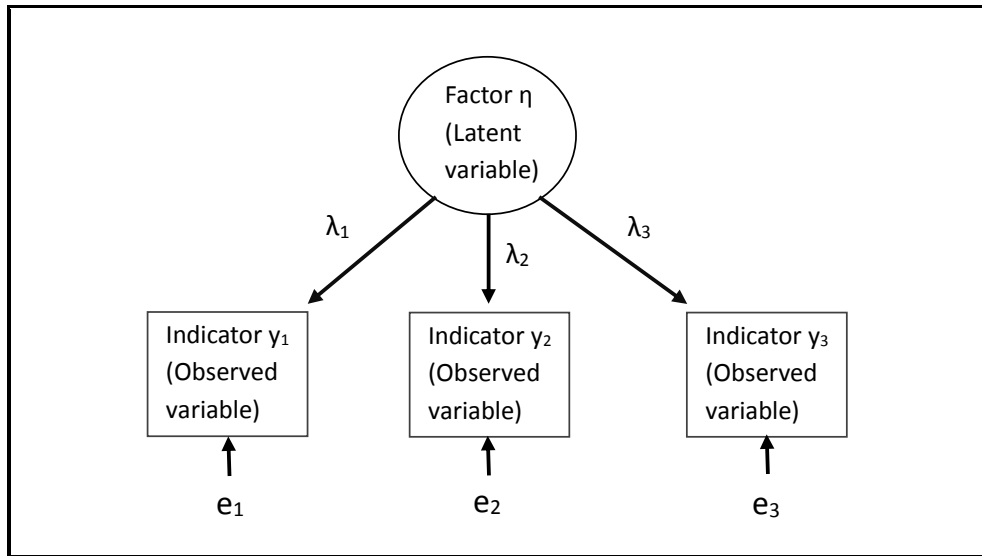 Factor η
(Latent
variable)
λ₁
λ₂
λ₃
Indicator y₁
(Observed
variable)
Indicator y₂
(Observed
variable)
Indicator y₃
(Observed
variable)
e₁
e₂
e₃